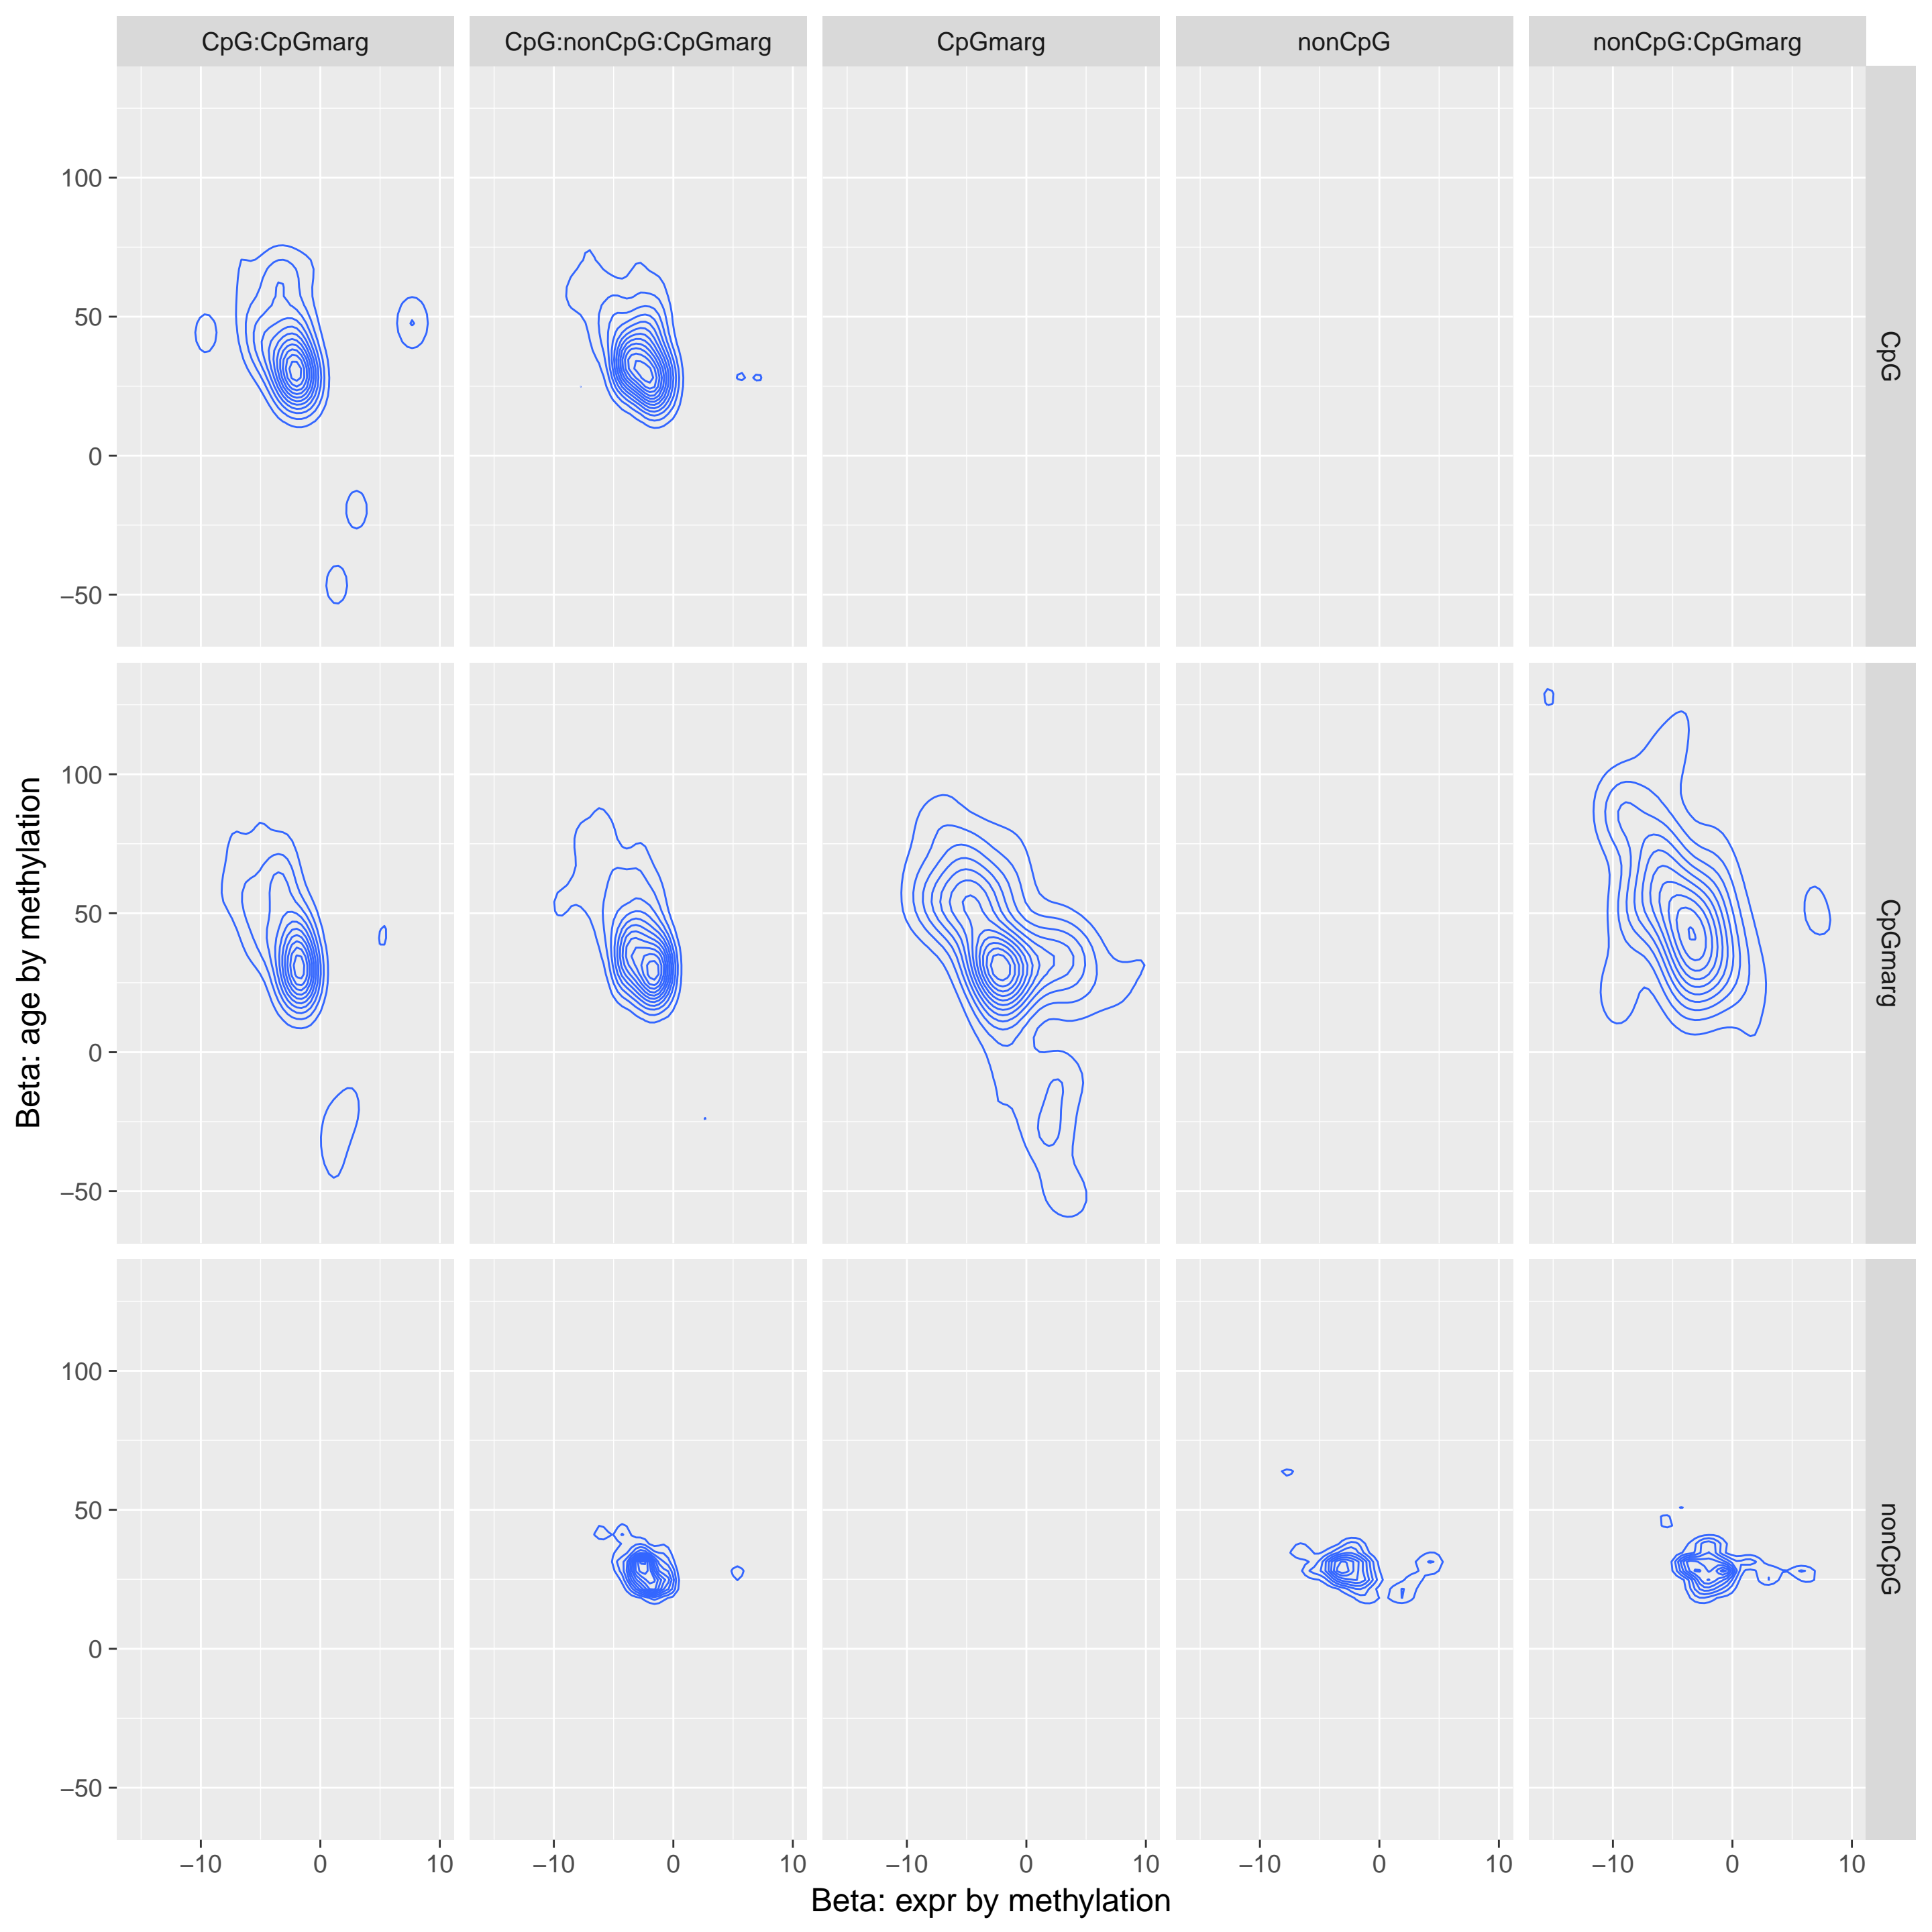 CpG:CpGmarg CpG:nonCpG:CpGmarg CpGmarg nonCpG nonCpG:CpGmarg
100
50
0
−50
CpG
100
50
0
−50
CpGmarg
100
50
0
−50
nonCpG
−10 0 10 −10 0 10 −10 0 10 −10 0 10 −10 0 10
Beta: expr by methylation
Beta: age by methylation